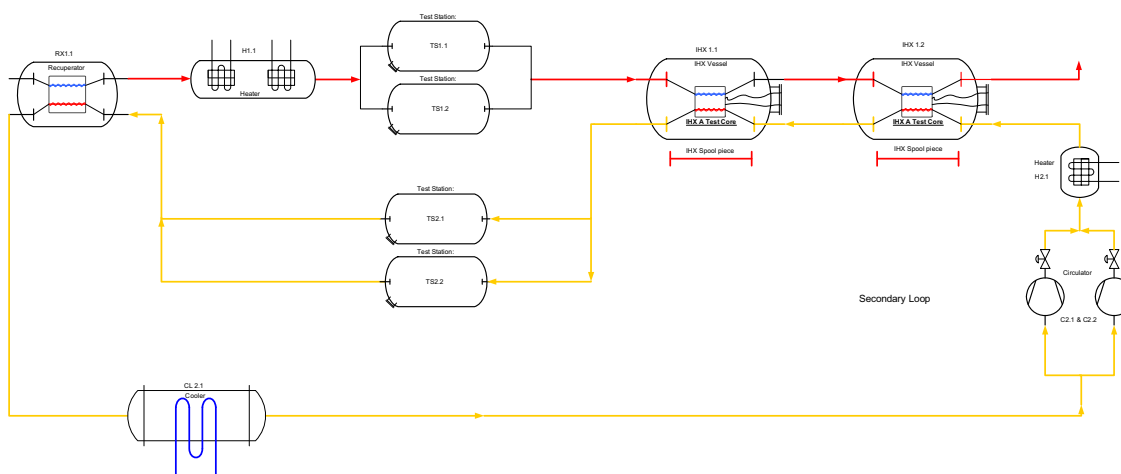 Test Station:
TS1.1
RX1.1
Recuperator
H1.1
Heater
Test Station:
TS1.2
IHX 1.1
IHX Vessel
IHX A Test Core
IHX Spool piece
IHX 1.2
IHX Vessel
IHX A Test Core
IHX Spool piece
Heater
H2.1
Test Station:
TS2.1
Test Station:
TS2.2
Secondary Loop
Circulator
C2.1 & C2.2
CL 2.1
Cooler